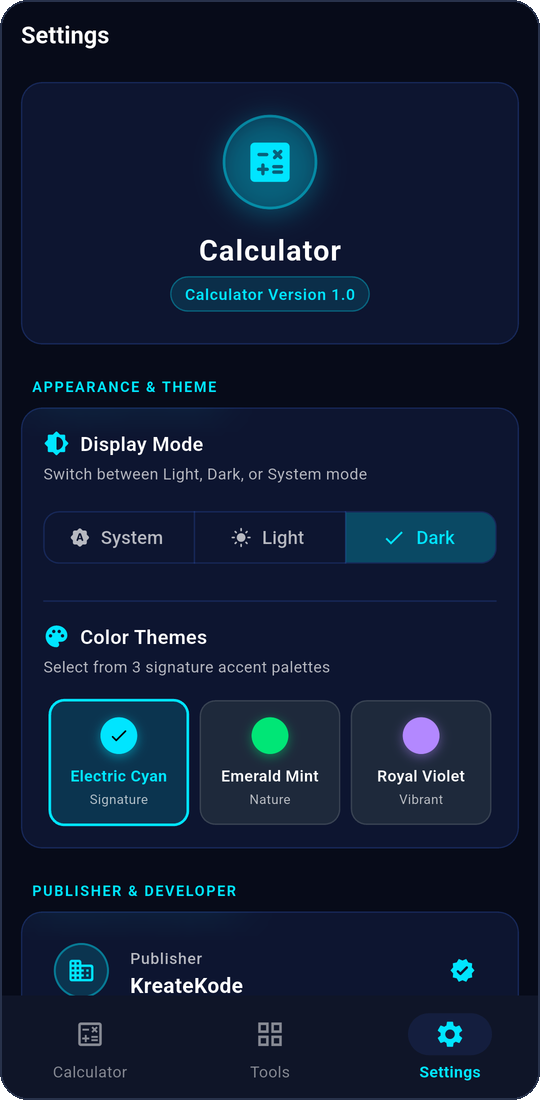 Settings
Calculator
Calculator Version 1.0
APPEARANCE & THEME
Display Mode
Switch between Light, Dark, or System mode
System
Light
Dark
Color Themes
Select from 3 signature accent palettes
Electric Cyan
Signature
Emerald Mint
Nature
Royal Violet
Vibrant
PUBLISHER & DEVELOPER
Publisher
KreateKode
Calculator
Tools
Settings